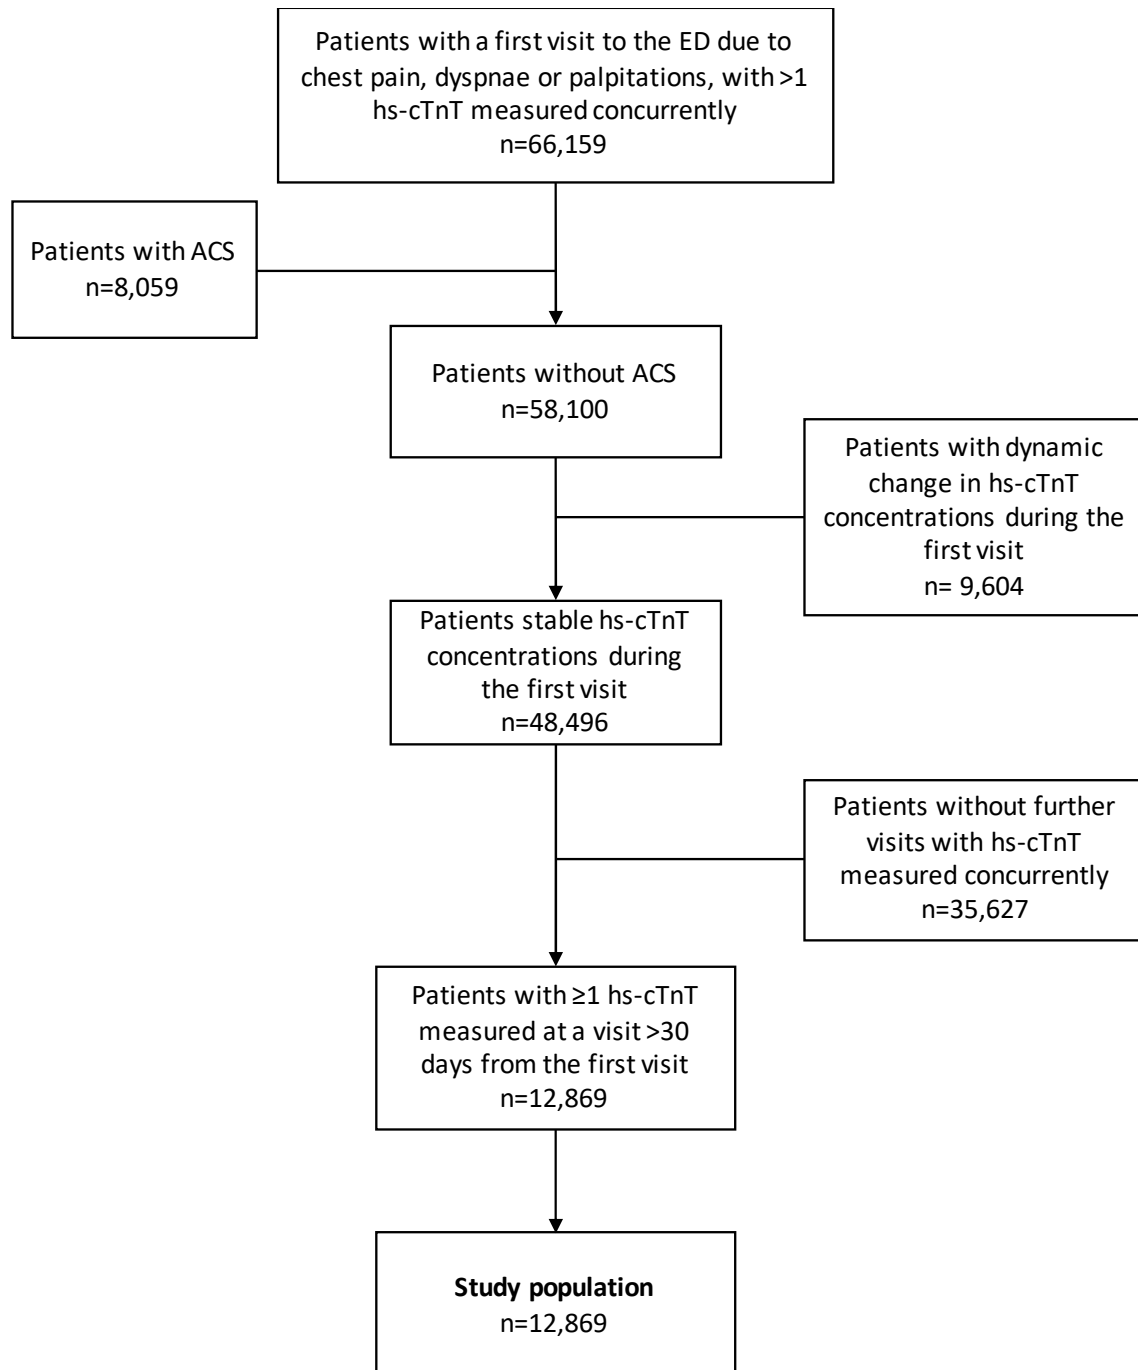 Patients with a first visit to the ED due to
chest pain, dyspnae or palpitations, with >1
hs-cTnT measured concurrently
n=66,159
Patients with ACS
n=8,059
Patients without ACS
n=58,100
Patients with dynamic
change in hs-cTnT
concentrations during the
first visit
n= 9,604
Patients stable hs-cTnT
concentrations during
the first visit
n=48,496
Patients without further
visits with hs-cTnT
measured concurrently
n=35,627
Patients with ≥1 hs-cTnT
measured at a visit >30
days from the first visit
n=12,869
Study population
n=12,869